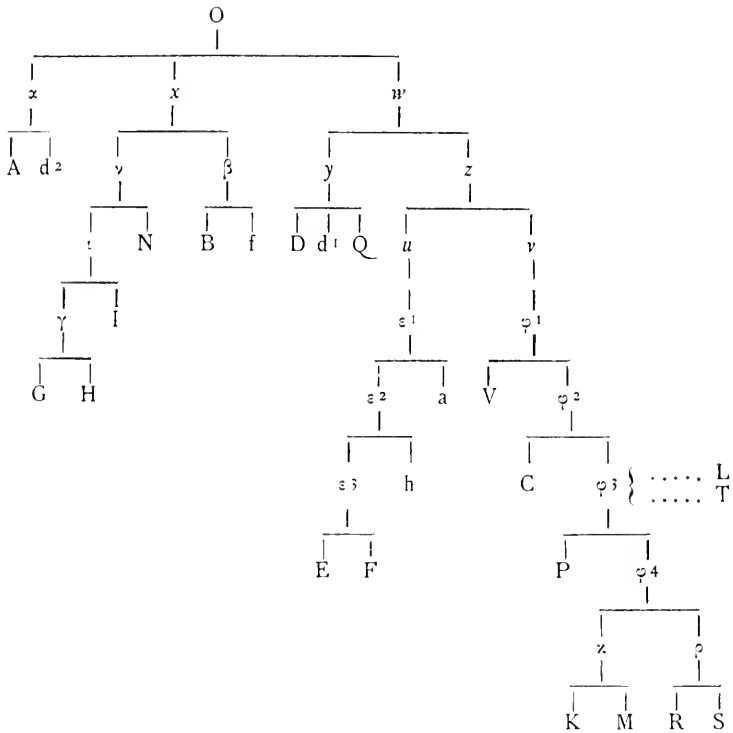 O
α x w
A d² ν β y z
ι N B f D d¹ Q u v
γ I ε¹ φ¹
G H ε² a V φ²
ε³ h C φ³ { ..... L
..... T
E F P φ⁴
κ ρ
K M R S